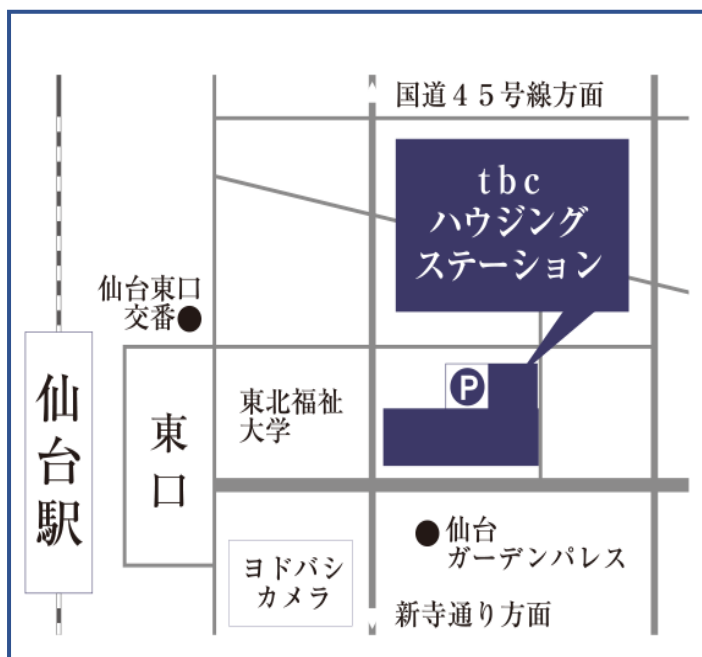 国道４５号線方面
tbc
ハウジング
ステーション
仙台東口
交番
仙台駅
東口
東北福祉
大学
P
仙台
ガーデンパレス
ヨドバシ
カメラ
新寺通り方面